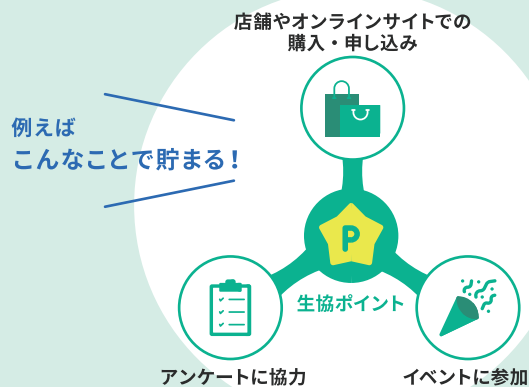 店舗やオンラインサイトでの
購入・申し込み
例えば
こんなことで貯まる！
P
生協ポイント
アンケートに協力
イベントに参加